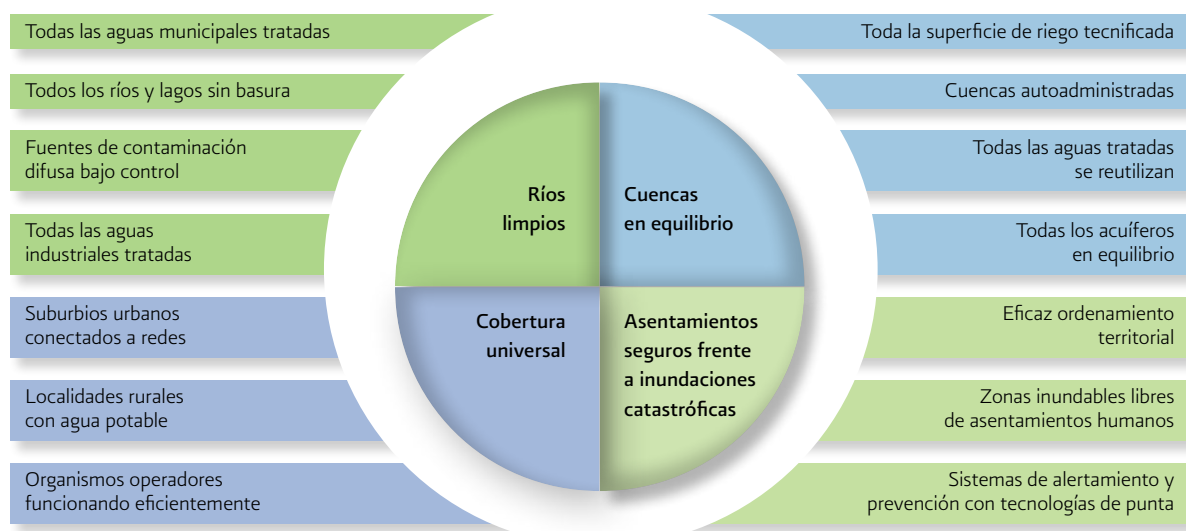 Todas las aguas municipales tratadas
Todos los ríos y lagos sin basura
Fuentes de contaminación
difusa bajo control
Todas las aguas
industriales tratadas
Suburbios urbanos
conectados a redes
Localidades rurales
con agua potable
Organismos operadores
funcionando eficientemente
Ríos
limpios
Cuencas
en equilibrio
Cobertura
universal
Asentamientos
seguros frente
a inundaciones
catastróficas
Toda la superficie de riego tecnificada
Cuencas autoadministradas
Todas las aguas tratadas
se reutilizan
Todos los acuíferos
en equilibrio
Eficaz ordenamiento
territorial
Zonas inundables libres
de asentamientos humanos
Sistemas de alertamiento y
prevención con tecnologías de punta